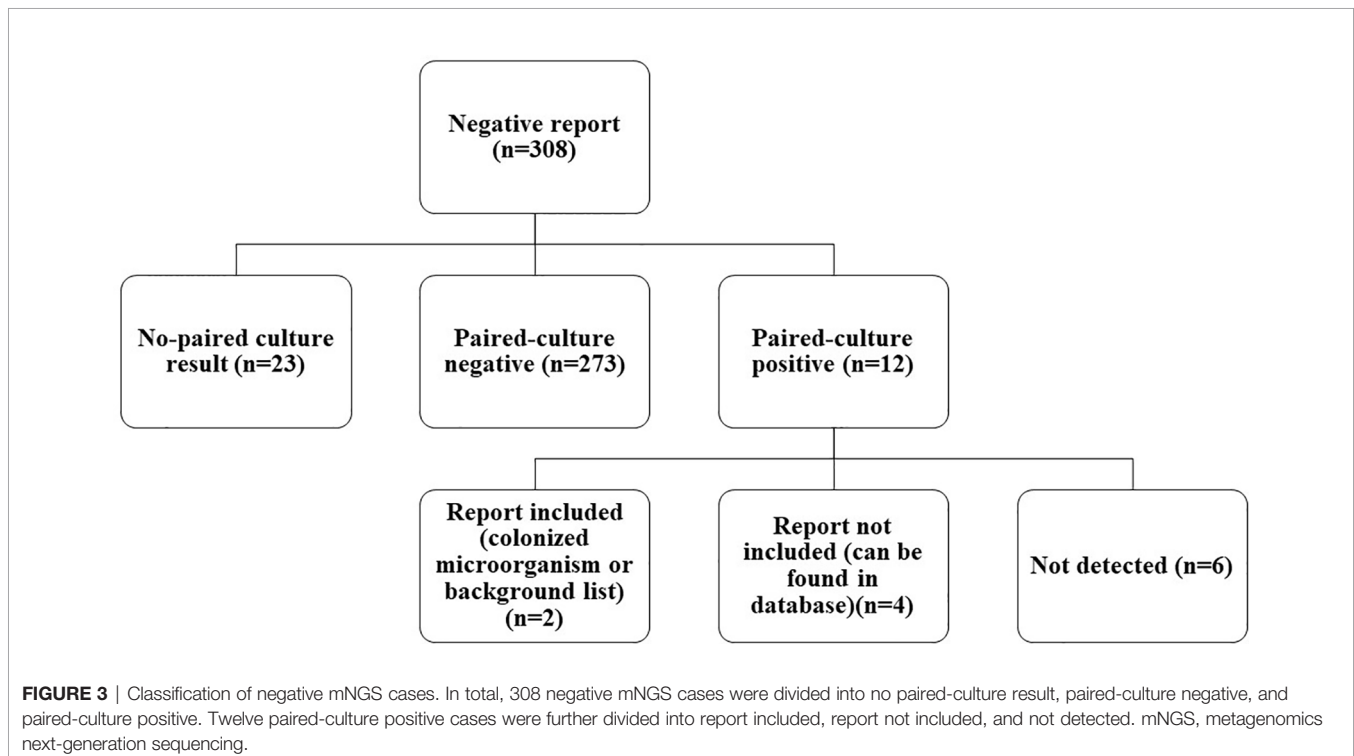 Negative report
(n=308)
No-paired culture
result (n=23)
Paired-culture
negative (n=273)
Paired-culture
positive (n=12)
Report included
(colonized
microorganism or
background list)
(n=2)
Report not
included (can be
found in
database)(n=4)
Not detected (n=6)
FIGURE 3 | Classification of negative mNGS cases. In total, 308 negative mNGS cases were divided into no paired-culture result, paired-culture negative, and
paired-culture positive. Twelve paired-culture positive cases were further divided into report included, report not included, and not detected. mNGS, metagenomics
next-generation sequencing.